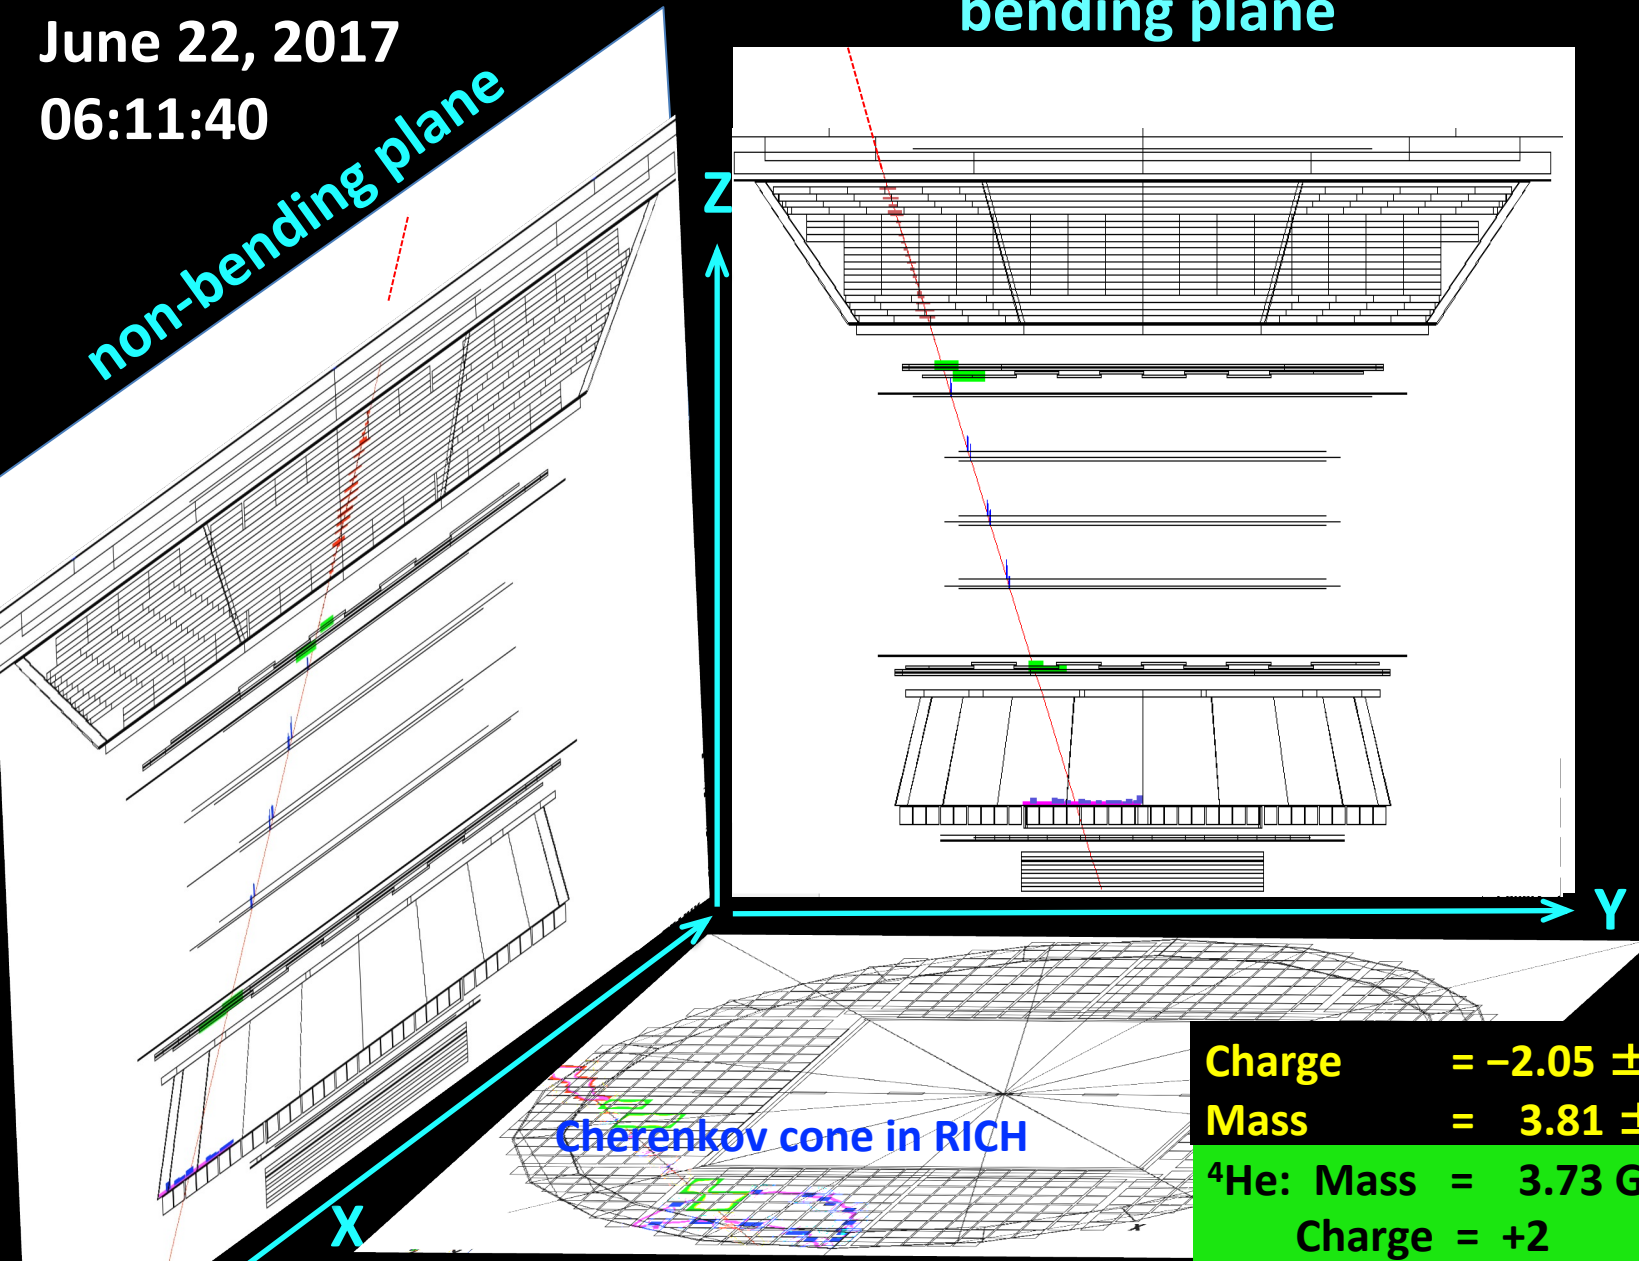 June 22, 2017
06:11:40
bending plane
non-bending plane
Z
Y
X
Cherenkov cone in RICH
Charge = −2.05 ±
Mass = 3.81 ±
⁴He: Mass = 3.73 G
Charge = +2